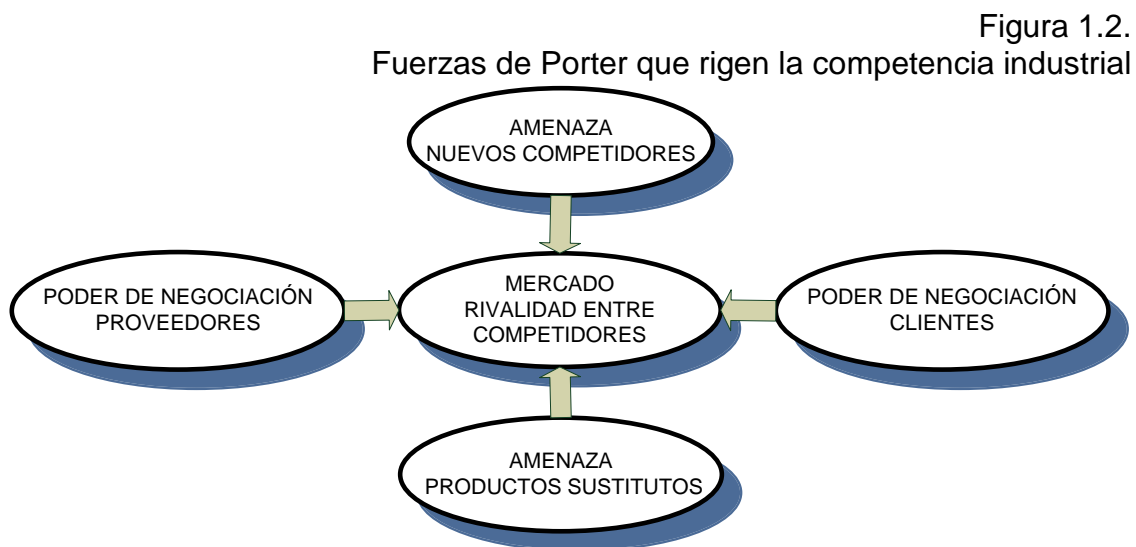 Figura 1.2.
Fuerzas de Porter que rigen la competencia industrial
AMENAZA
NUEVOS COMPETIDORES
PODER DE NEGOCIACIÓN
PROVEEDORES
MERCADO
RIVALIDAD ENTRE
COMPETIDORES
PODER DE NEGOCIACIÓN
CLIENTES
AMENAZA
PRODUCTOS SUSTITUTOS